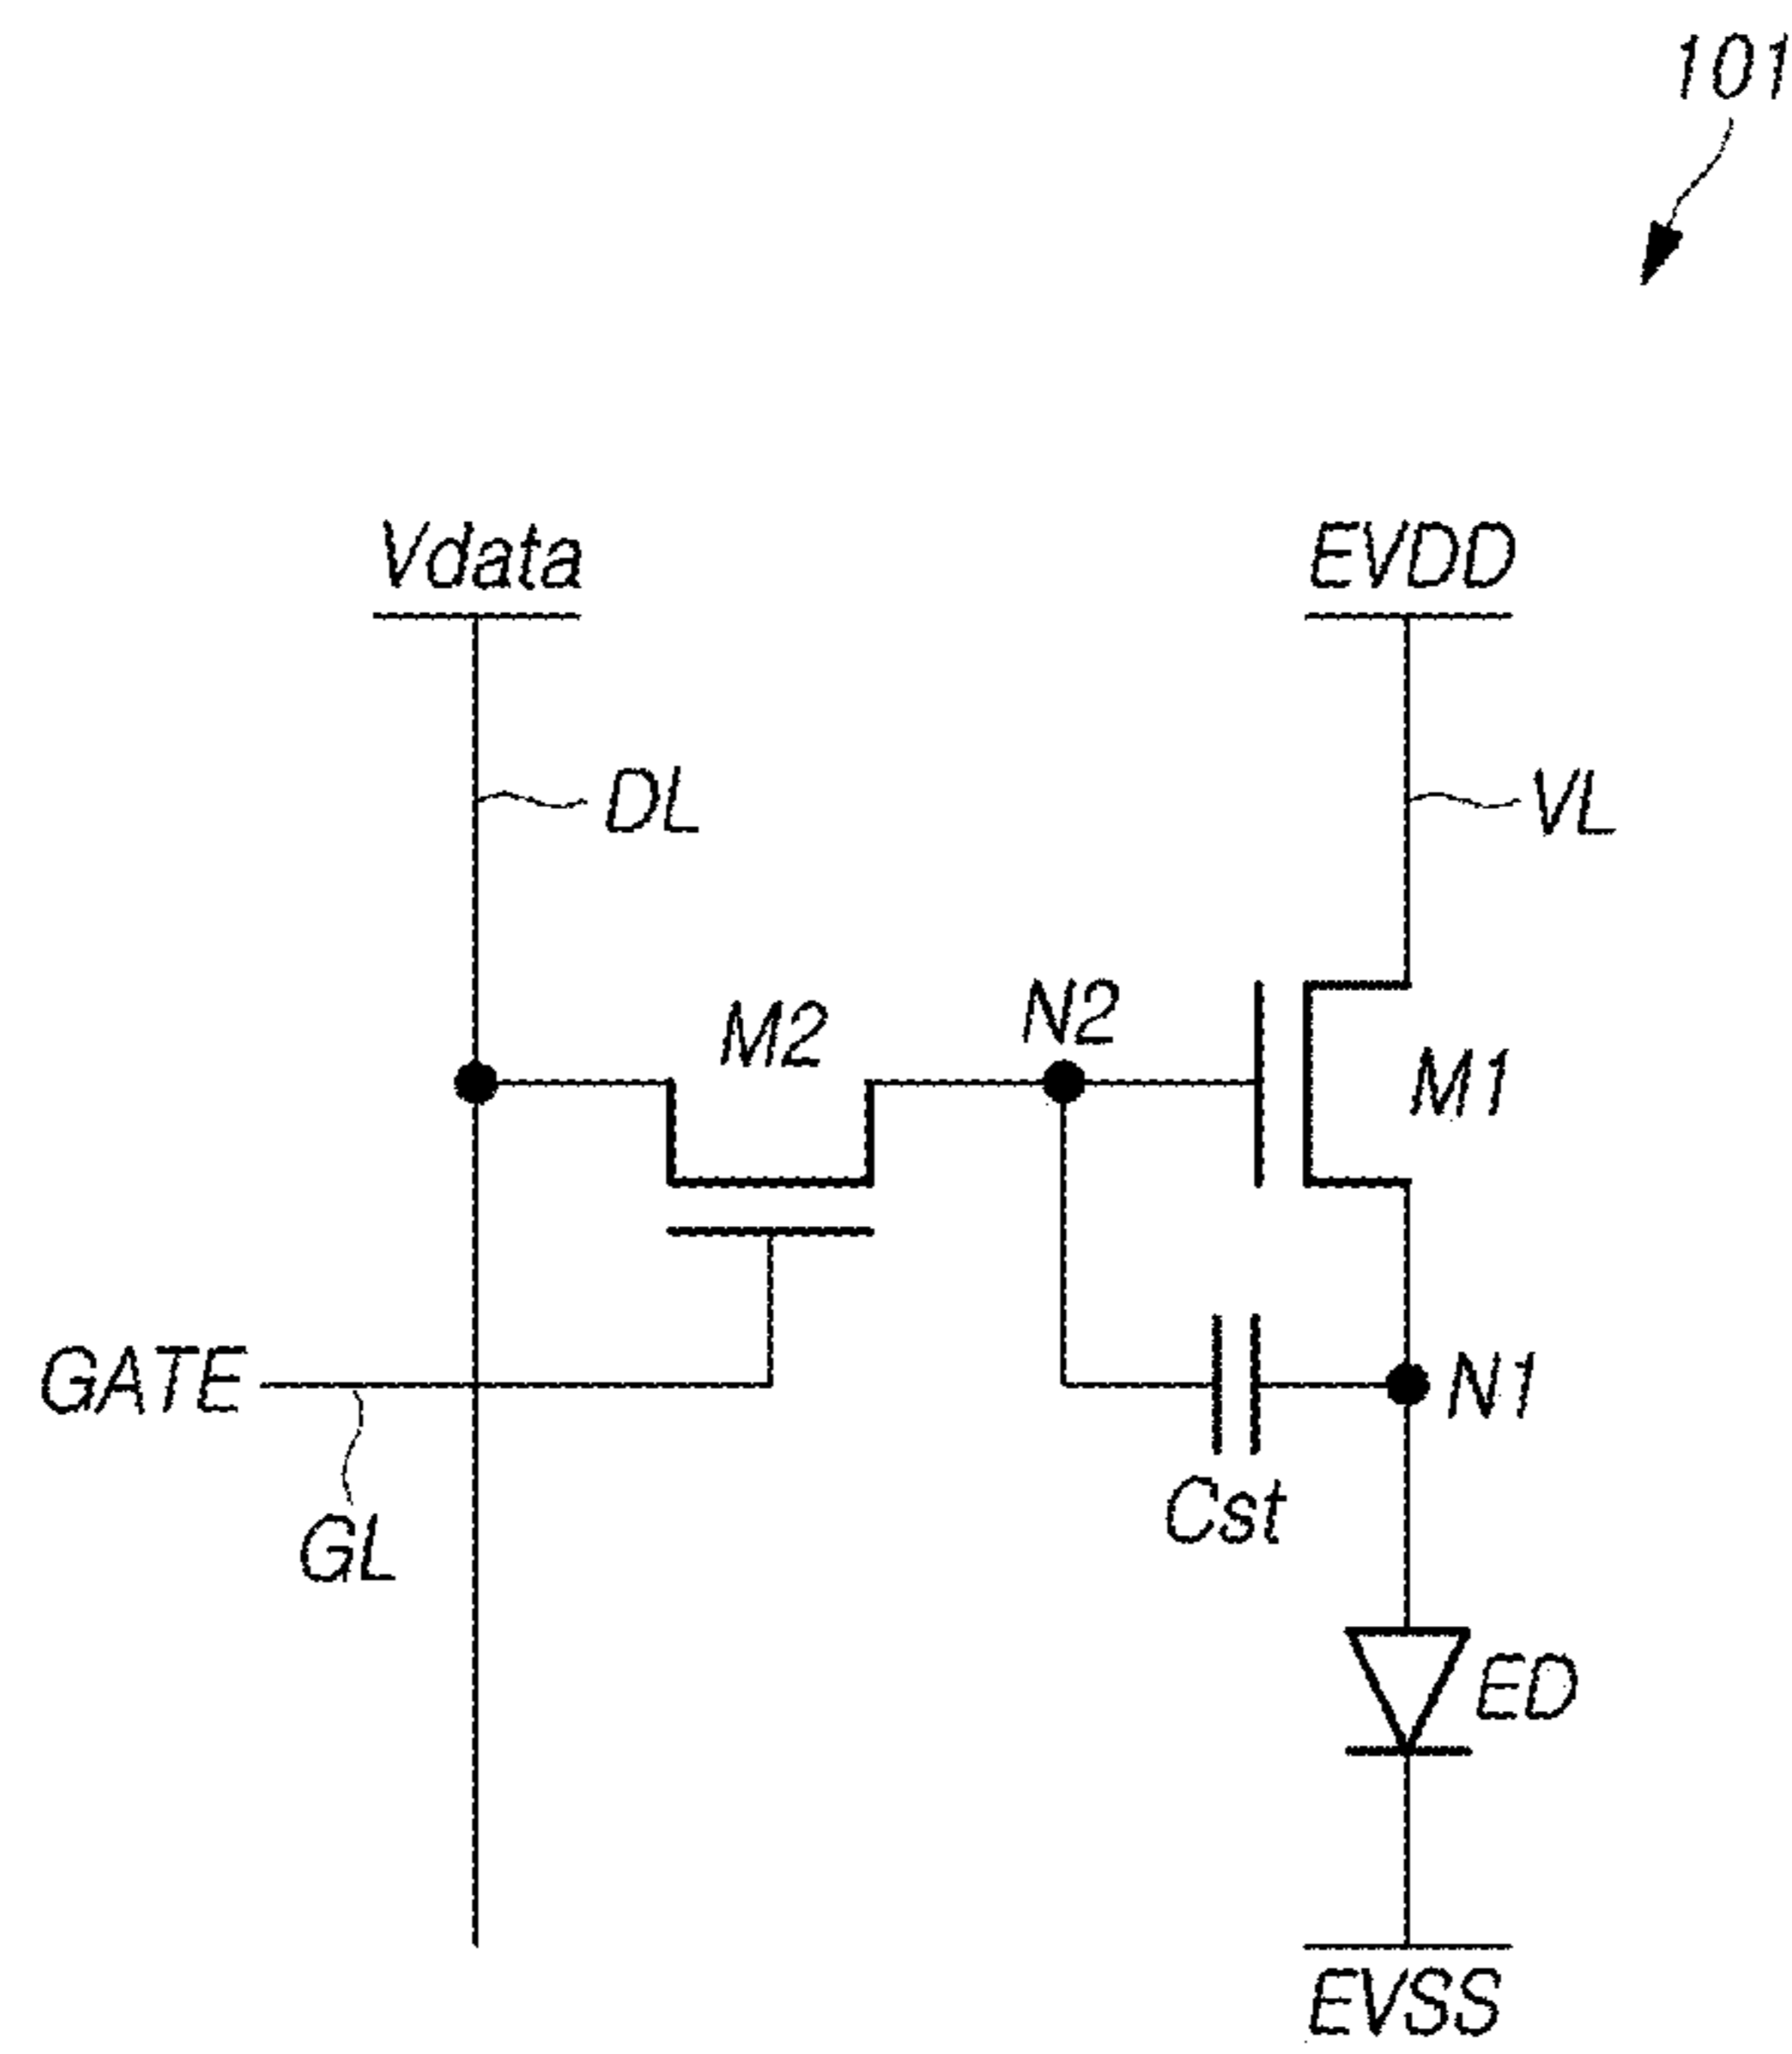 101
Vdata
EVDD
DL
VL
M2
N2
M1
GATE
N1
Cst
GL
ED
EVSS